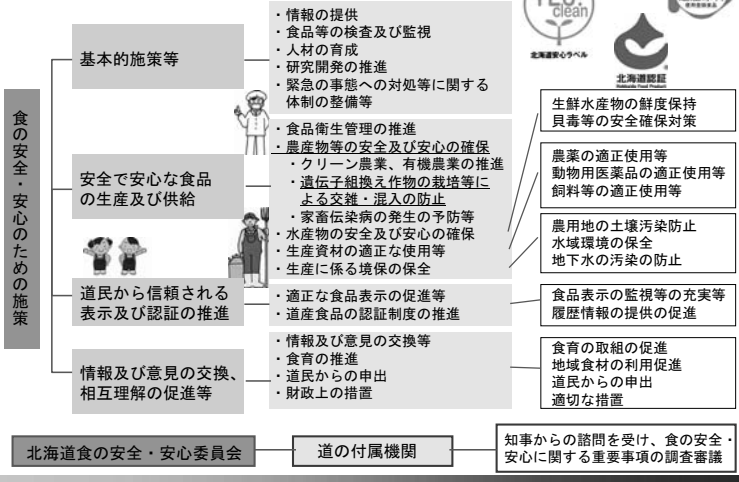 YES!
clean
北海道安心ラベル
北海道認証
Hokkaido Food Product
食の安全・安心のための施策
基本的施策等
・情報の提供
・食品等の検査及び監視
・人材の育成
・研究開発の推進
・緊急の事態への対処等に関する
体制の整備等
安全で安心な食品
の生産及び供給
・食品衛生管理の推進
・農産物等の安全及び安心の確保
・クリーン農業、有機農業の推進
・遺伝子組換え作物の栽培等に
よる交雑・混入の防止
・家畜伝染病の発生の予防等
・水産物の安全及び安心の確保
・生産資材の適正な使用等
・生産に係る境保の保全
生鮮水産物の鮮度保持
貝毒等の安全確保対策
農薬の適正使用等
動物用医薬品の適正使用等
飼料等の適正使用等
農用地の土壌汚染防止
水域環境の保全
地下水の汚染の防止
道民から信頼される
表示及び認証の推進
・適正な食品表示の促進等
・道産食品の認証制度の推進
食品表示の監視等の充実等
履歴情報の提供の促進
情報及び意見の交換、
相互理解の促進等
・情報及び意見の交換等
・食育の推進
・道民からの申出
・財政上の措置
食育の取組の促進
地域食材の利用促進
道民からの申出
適切な措置
北海道食の安全・安心委員会
道の付属機関
知事からの諮問を受け、食の安全・
安心に関する重要事項の調査審議